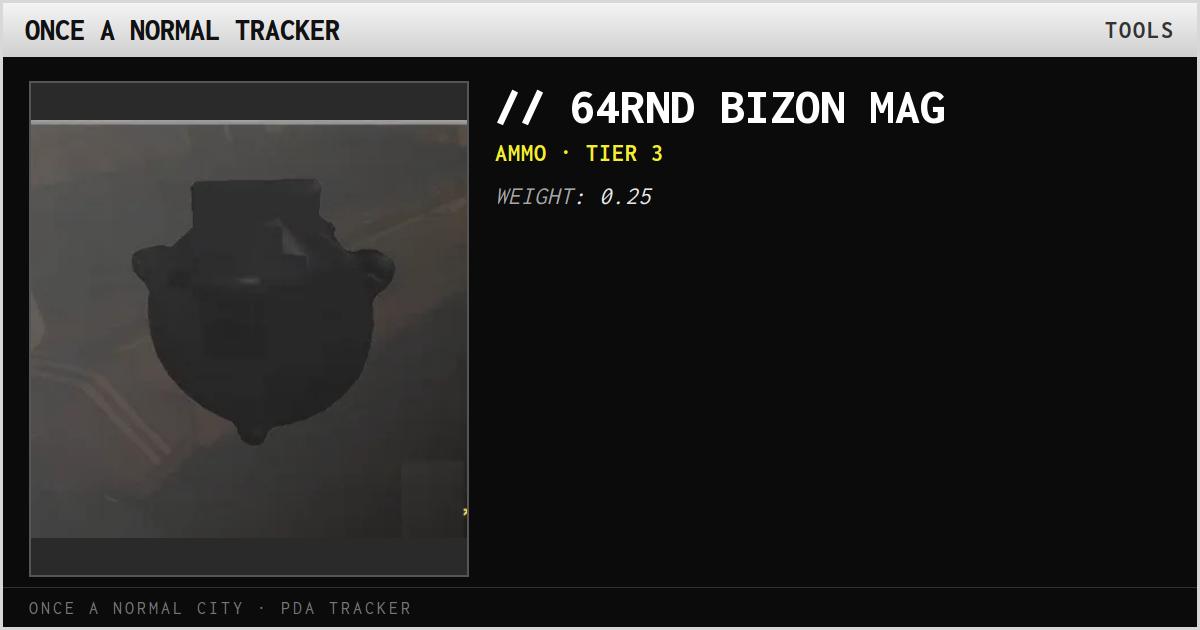 ONCE A NORMAL TRACKER
TOOLS
// 64RND BIZON MAG
AMMO · TIER 3
WEIGHT: 0.25
ONCE A NORMAL CITY · PDA TRACKER